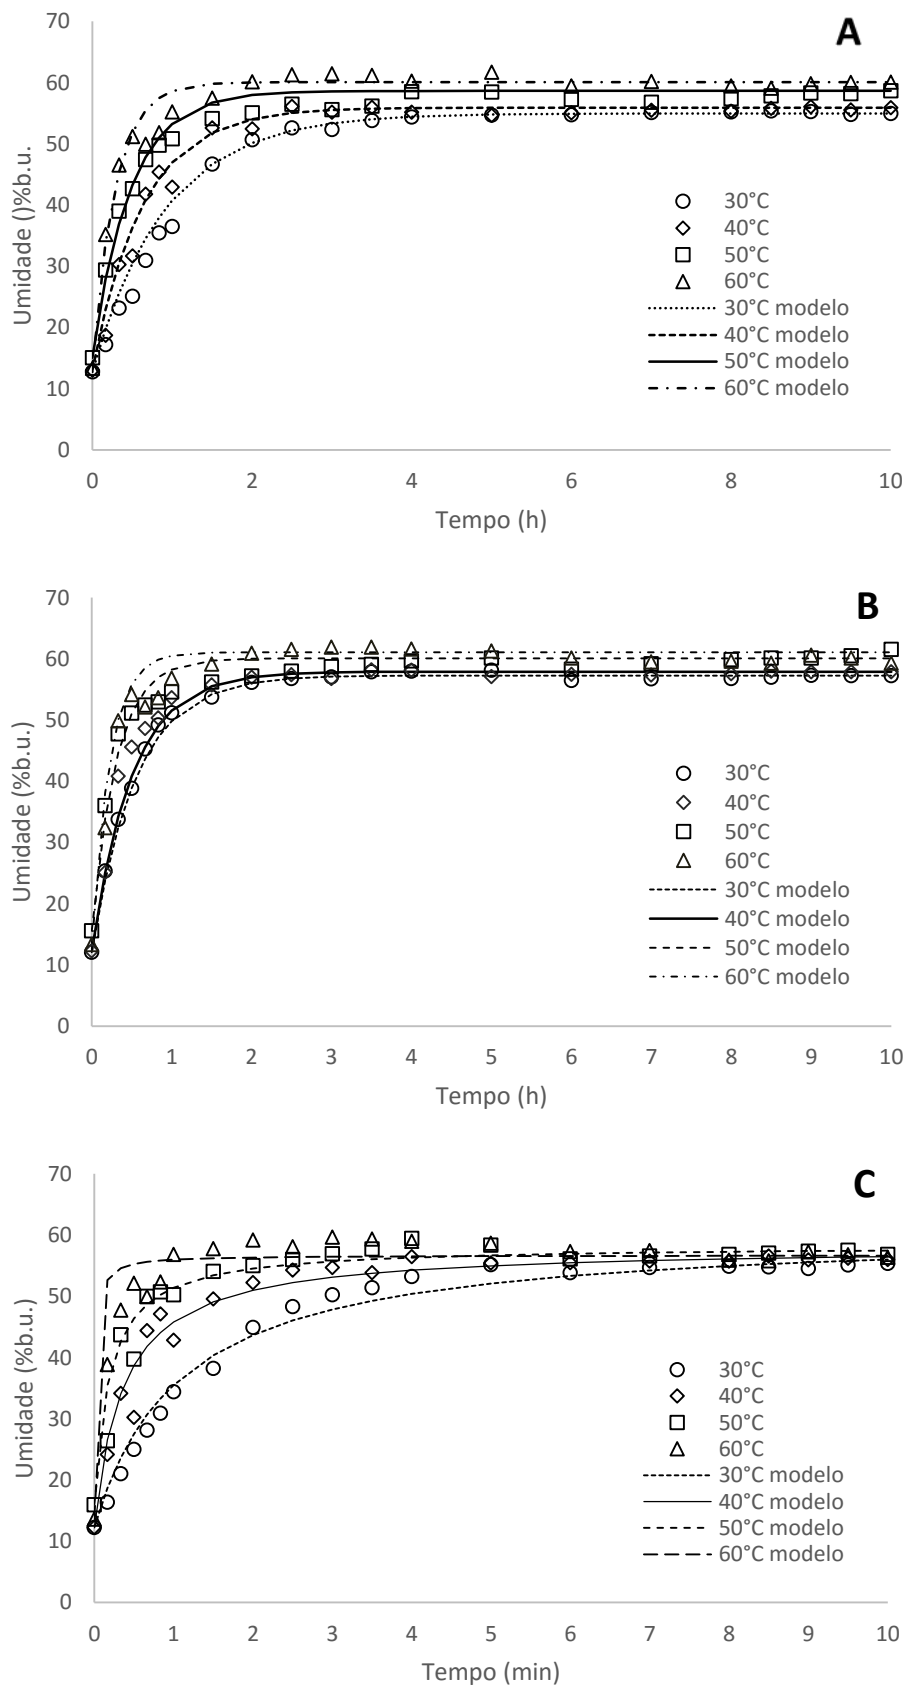 A
70
60
50
40
30
20
10
0
Umidade ()%b.u.
30°C
40°C
50°C
60°C
30°C modelo
40°C modelo
50°C modelo
60°C modelo
0 2 4 6 8 10
Tempo (h)
B
70
60
50
40
30
20
10
0
Umidade (%b.u.)
30°C
40°C
50°C
60°C
30°C modelo
40°C modelo
50°C modelo
60°C modelo
0 1 2 3 4 5 6 7 8 9 10
Tempo (h)
C
70
60
50
40
30
20
10
0
Umidade (%b.u.)
30°C
40°C
50°C
60°C
30°C modelo
40°C modelo
50°C modelo
60°C modelo
0 1 2 3 4 5 6 7 8 9 10
Tempo (min)